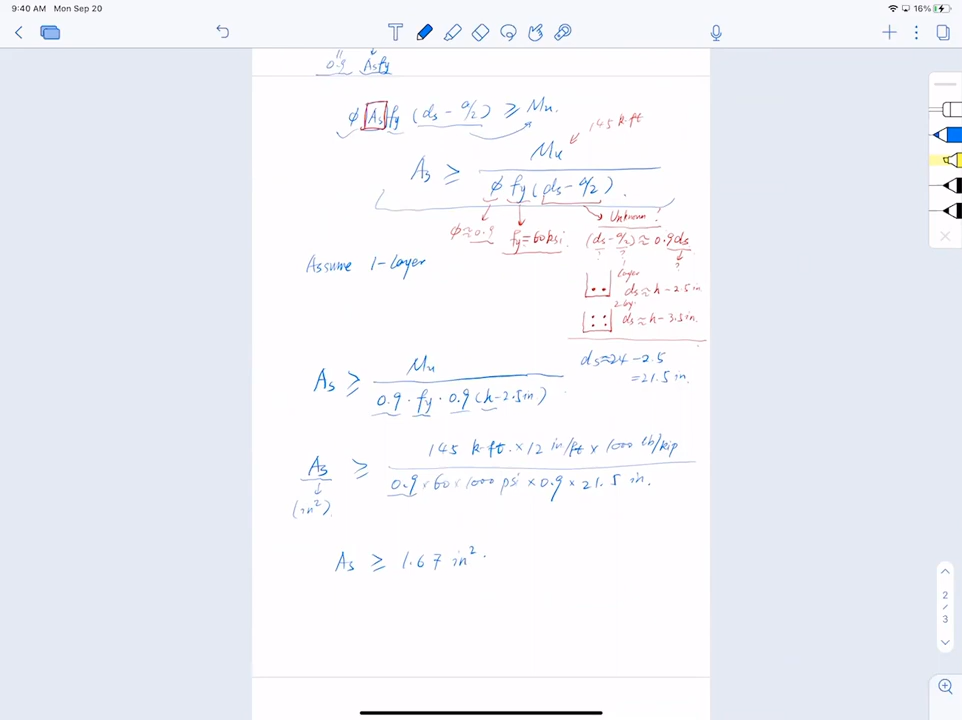 9:40 AM Mon Sep 20
16%
T
0.9 Asfy
φ As fy (ds - a/2) ≥ Mu.
145 k-ft
As ≥ Mu / φ fy (ds - a/2).
φ ≈ 0.9
fy = 60 ksi.
Unknown!
(ds - a/2) ≈ 0.9ds
? ? ?
Assume 1-layer
layer
ds ≈ h - 2.5 in
2 lay.
ds ≈ h - 3.5 in.
ds ≈ 24 - 2.5
= 21.5 in.
As ≥ Mu / 0.9 · fy · 0.9 (h - 2.5in)
As ≥ 145 k-ft. × 12 in/ft × 1000 lb/kip / 0.9 × 60 × 1000 psi × 0.9 × 21.5 in.
(in²).
As ≥ 1.67 in².
2
/
3